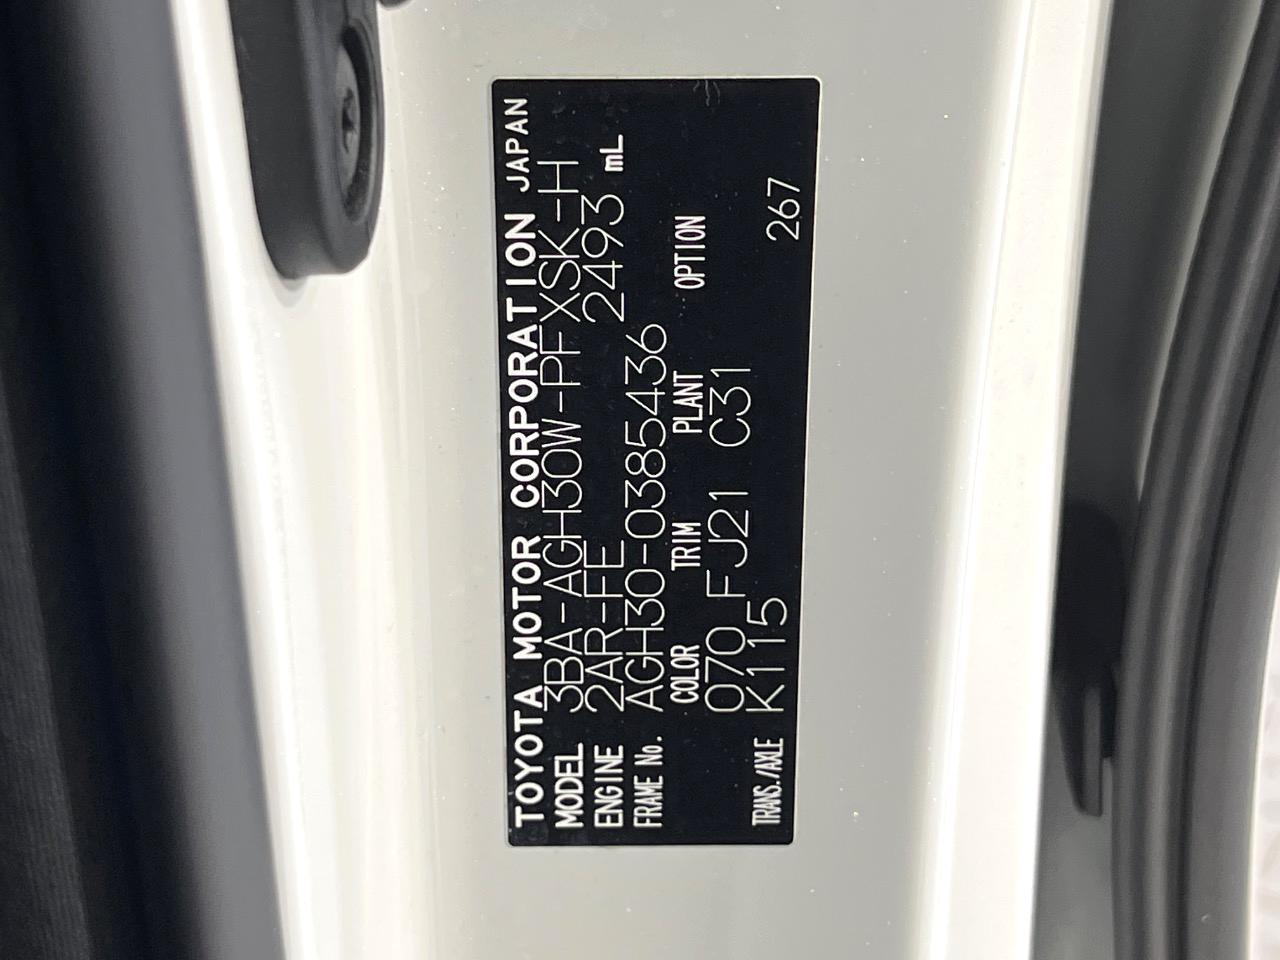 TOYOTA MOTOR CORPORATION JAPAN
MODEL 3BA-AGH30W-PFXSK-H
ENGINE 2AR-FE 2493 mL
FRAME No. AGH30-0385436
COLOR TRIM PLANT OPTION
070 FJ21 C31
TRANS./AXLE K115 267